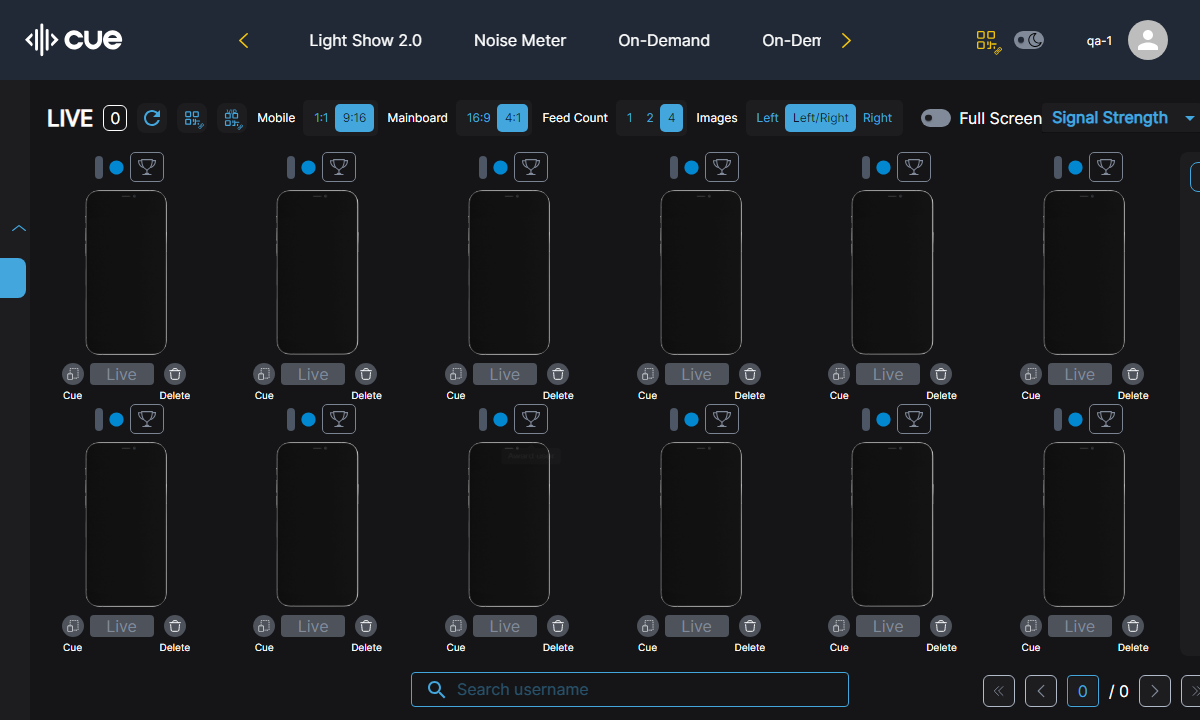 cue
Light Show 2.0
Noise Meter
On-Demand
On-Dem
qa-1
LIVE 0
VIP
Mobile 1:1 9:16
Mainboard 16:9 4:1
Feed Count 1 2 4
Images Left Left/Right Right
Full Screen
Signal Strength
Live Live Live Live Live Live
Cue Delete Cue Delete Cue Delete Cue Delete Cue Delete Cue Delete
Live Live Live Live Live Live
Cue Delete Cue Delete Cue Delete Cue Delete Cue Delete Cue Delete
Search username
0 / 0